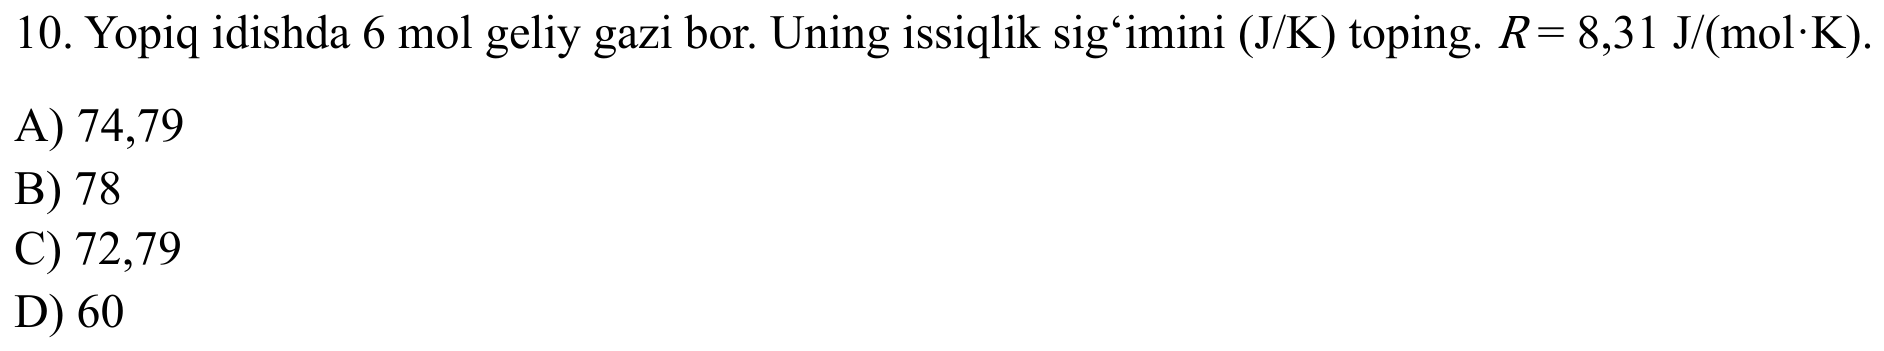 10. Yopiq idishda 6 mol geliy gazi bor. Uning issiqlik sig‘imini (J/K) toping. R = 8,31 J/(mol·K).
A) 74,79
B) 78
C) 72,79
D) 60